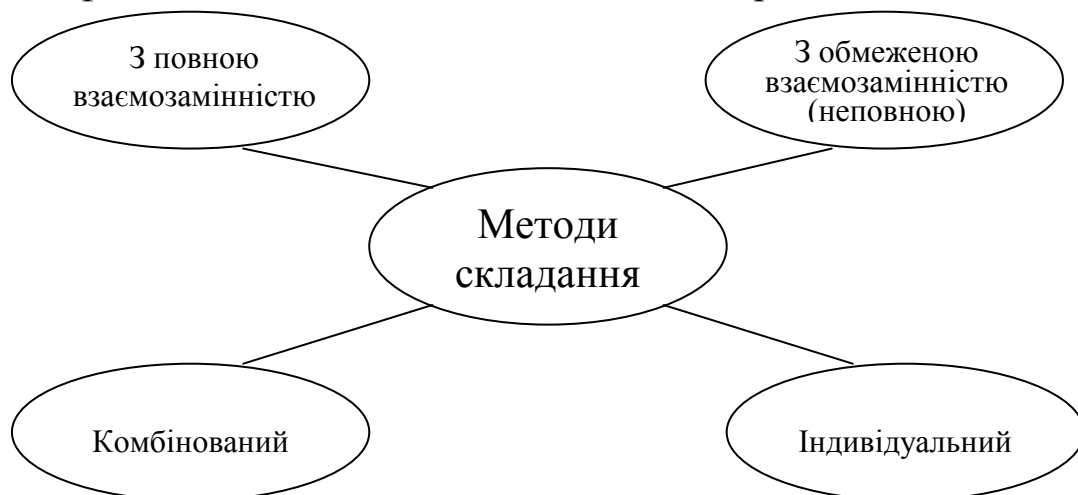 З повною
взаємозамінністю
З обмеженою
взаємозамінністю
(неповною)
Методи
складання
Комбінований
Індивідуальний